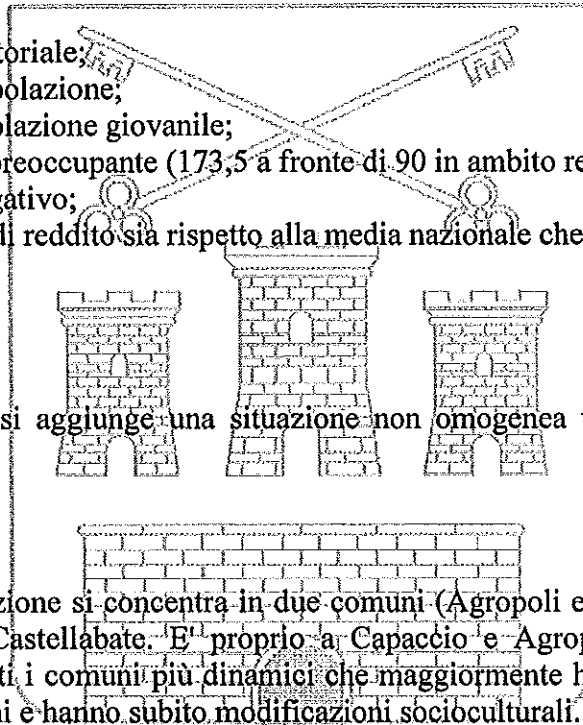 toriale;
polazione;
olazione giovanile;
preoccupante (173,5 a fronte di 90 in ambito re
gativo;
di reddito sia rispetto alla media nazionale che
si aggiunge una situazione non omogenea
zione si concentra in due comuni (Agropoli e
Castellabate. E' proprio a Capaccio e Agrop
ti i comuni più dinamici che maggiormente h
ni e hanno subito modificazioni socioculturali